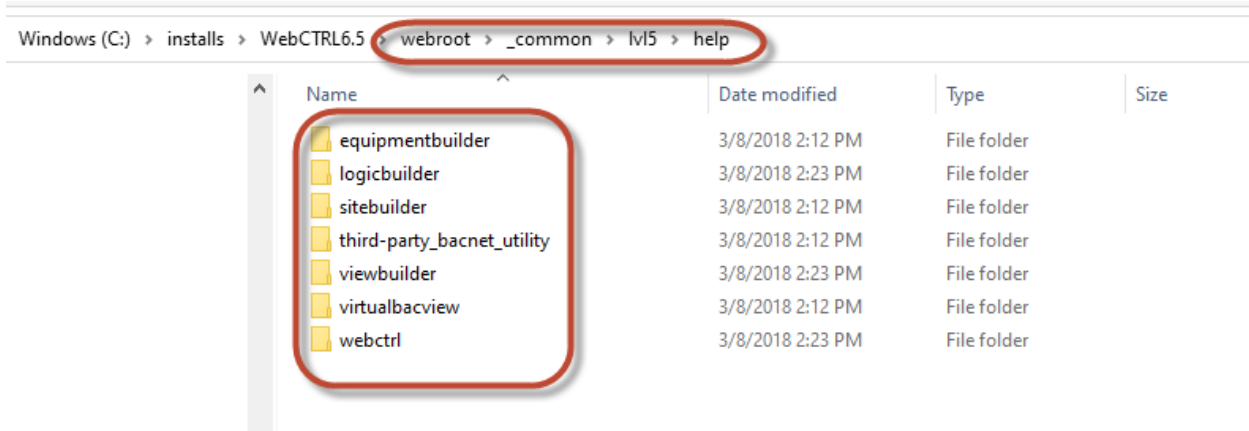 Windows (C:) > installs > WebCTRL6.5 > webroot > _common > lvl5 > help
Name Date modified Type Size
equipmentbuilder 3/8/2018 2:12 PM File folder
logicbuilder 3/8/2018 2:23 PM File folder
sitebuilder 3/8/2018 2:12 PM File folder
third-party_bacnet_utility 3/8/2018 2:12 PM File folder
viewbuilder 3/8/2018 2:23 PM File folder
virtualbacview 3/8/2018 2:12 PM File folder
webctrl 3/8/2018 2:23 PM File folder